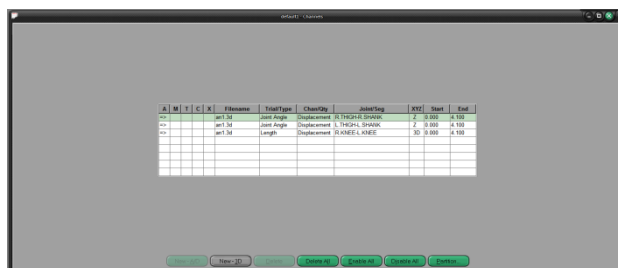 default1 - Channels
A M T C X Filename Trial/Type Chan/Qty Joint/Seg XYZ Start End
=> an1.3d Joint Angle Displacement R.THIGH-R.SHANK Z 0.000 4.100
=> an1.3d Joint Angle Displacement L.THIGH-L.SHANK Z 0.000 4.100
=> an1.3d Length Displacement R.KNEE-L.KNEE 3D 0.000 4.100
New - 3D Delete All Enable All Disable All Partition...